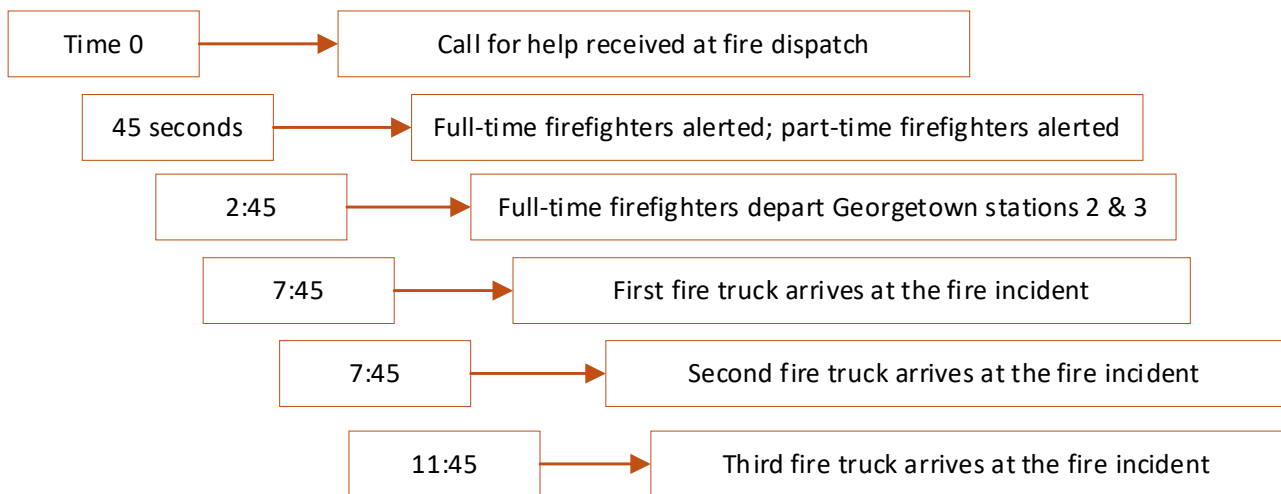 Time 0
Call for help received at fire dispatch
45 seconds
Full-time firefighters alerted; part-time firefighters alerted
2:45
Full-time firefighters depart Georgetown stations 2 & 3
7:45
First fire truck arrives at the fire incident
7:45
Second fire truck arrives at the fire incident
11:45
Third fire truck arrives at the fire incident